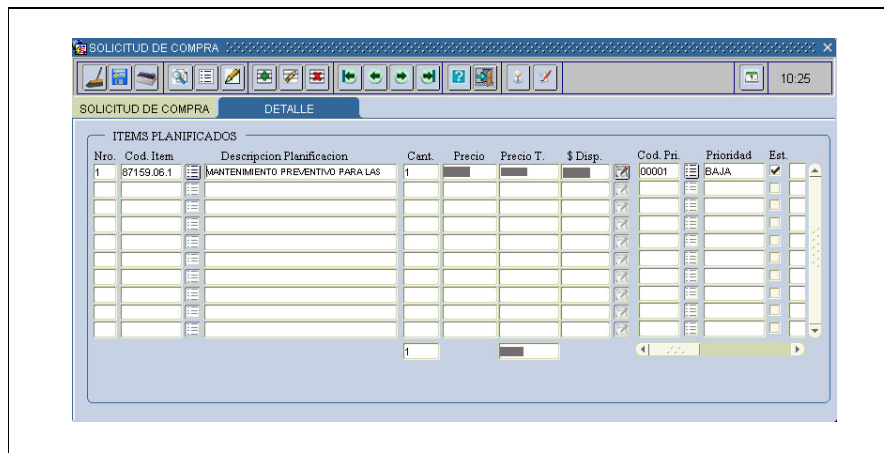 SOLICITUD DE COMPRA
10:25
SOLICITUD DE COMPRA DETALLE
ITEMS PLANIFICADOS
Nro. Cod. Item Descripcion Planificacion Cant. Precio Precio T. $ Disp. Cod. Pri. Prioridad Est.
1 87159.06.1 MANTENIMIENTO PREVENTIVO PARA LAS 1 00001 BAJA
1